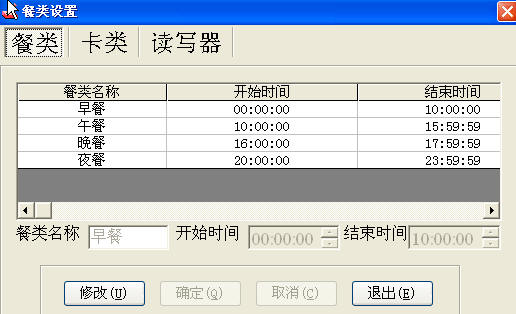 餐类设置
餐类 卡类 读写器
餐类名称 开始时间 结束时间
早餐 00:00:00 10:00:00
午餐 10:00:00 15:59:59
晚餐 16:00:00 17:59:59
夜餐 20:00:00 23:59:59
餐类名称 早餐 开始时间 00:00:00 结束时间 10:00:00
修改(U) 确定(Q) 取消(C) 退出(E)